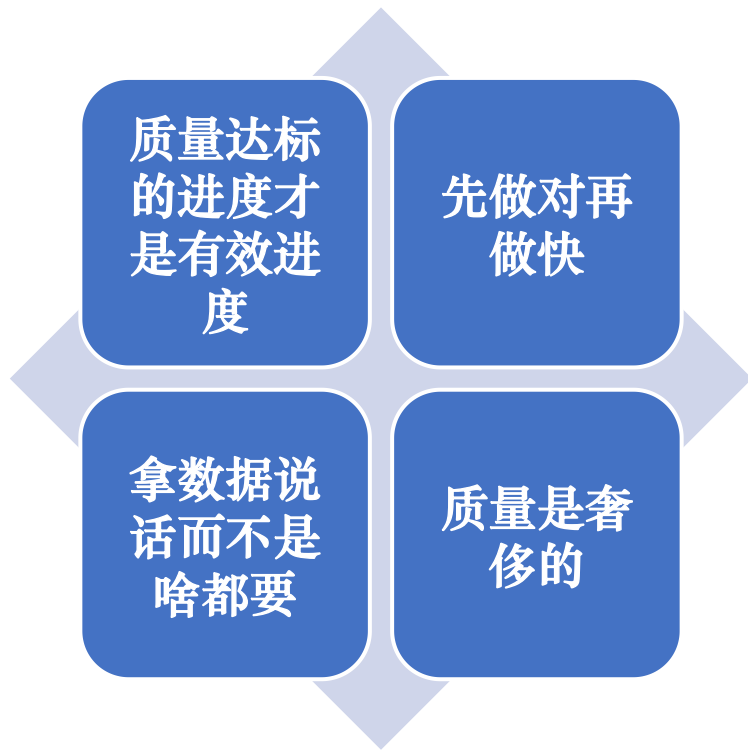 质量达标
的进度才
是有效进
度
先做对再
做快
拿数据说
话而不是
啥都要
质量是奢
侈的